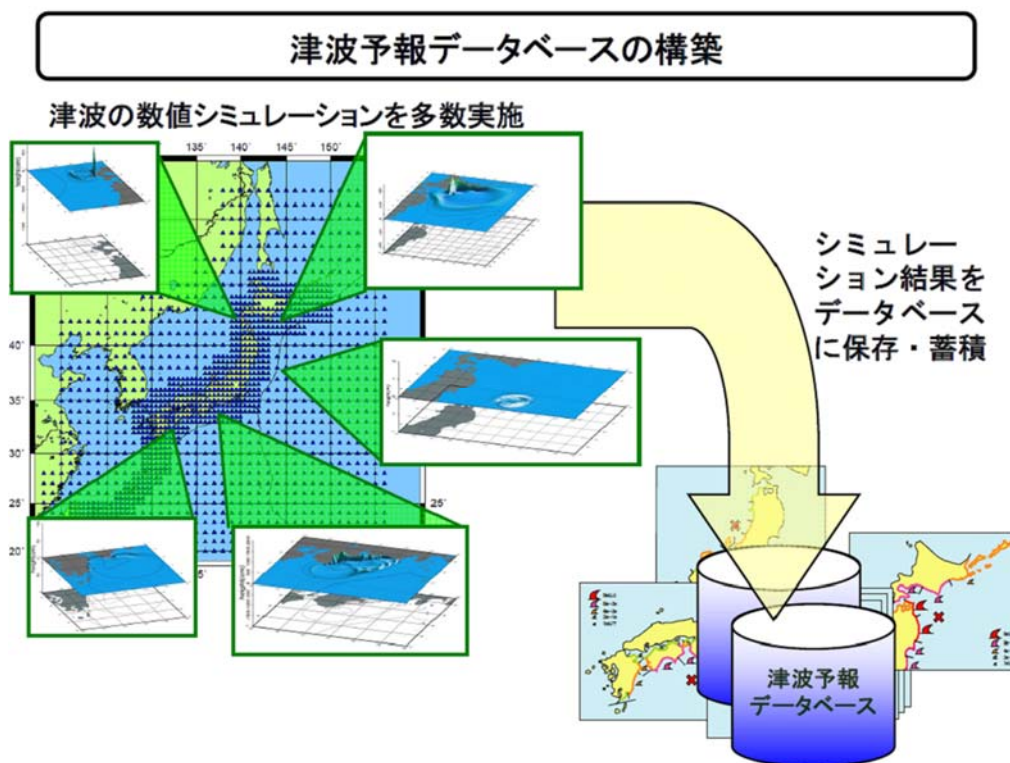 津波予報データベースの構築
津波の数値シミュレーションを多数実施
135°
140°
145°
150°
40°
35°
30°
25°
20°
25°
シミュレー
ション結果を
データベース
に保存・蓄積
津波予報
データベース